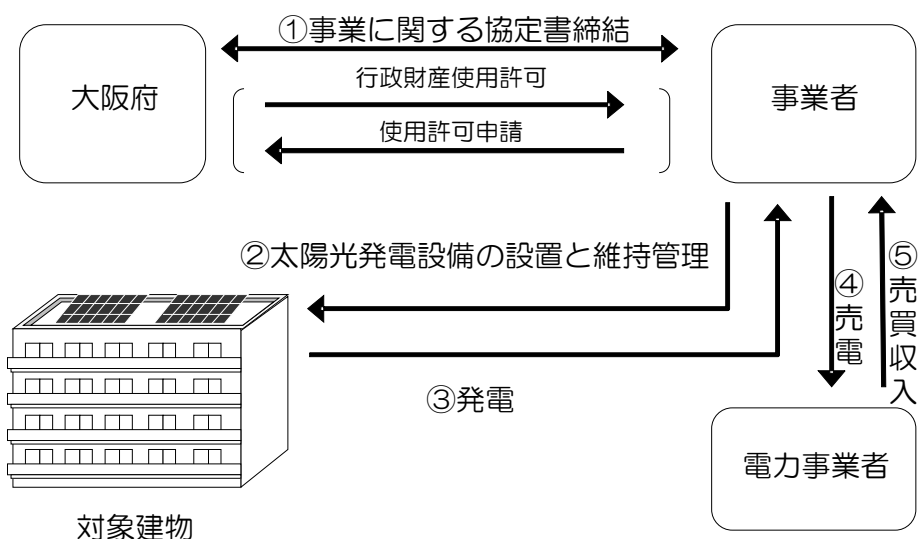 ①事業に関する協定書締結
大阪府
行政財産使用許可
使用許可申請
事業者
②太陽光発電設備の設置と維持管理
③発電
④売電
⑤売買収入
電力事業者
対象建物